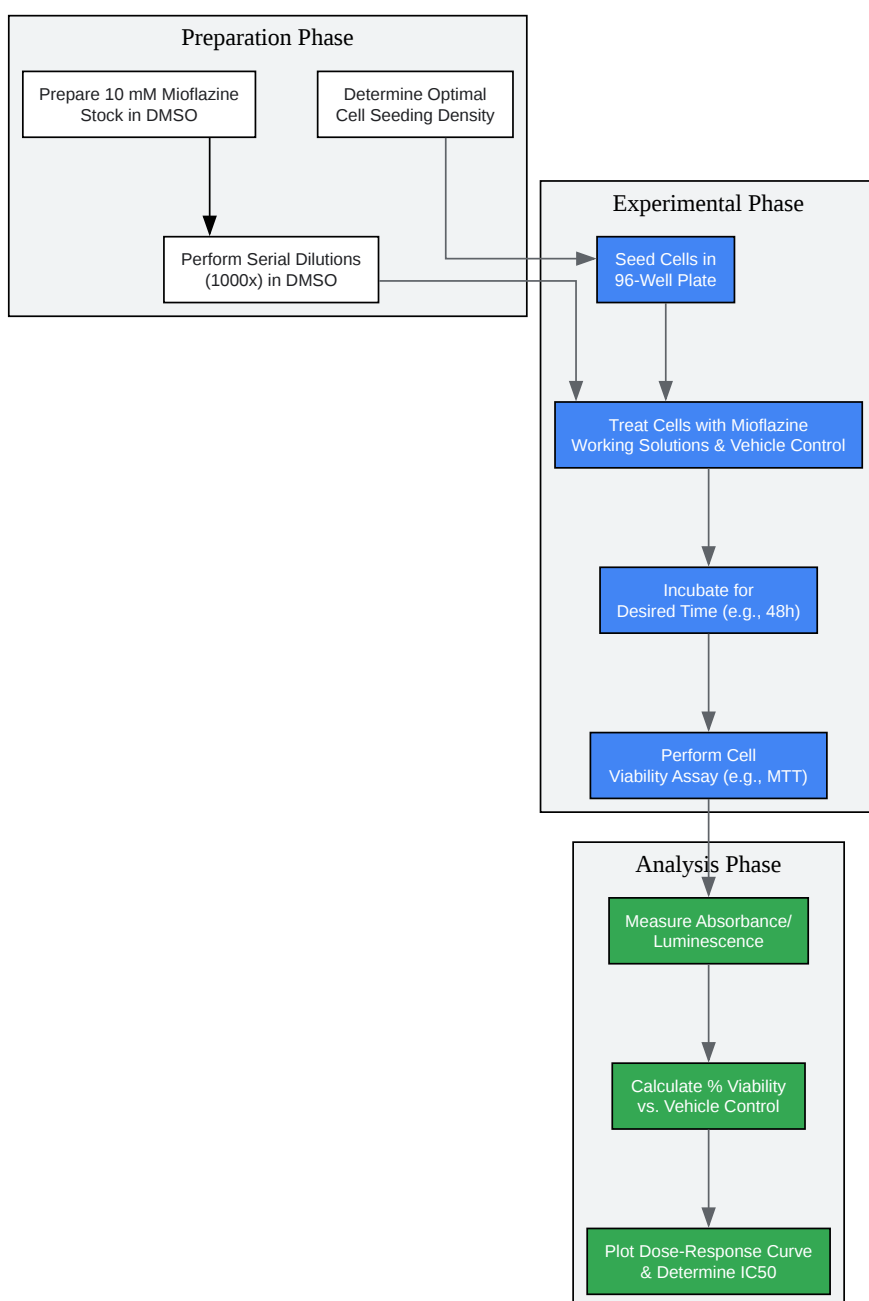 Preparation Phase
Prepare 10 mM Mioflazine
Stock in DMSO
Determine Optimal
Cell Seeding Density
Perform Serial Dilutions
(1000x) in DMSO
Experimental Phase
Seed Cells in
96-Well Plate
Treat Cells with Mioflazine
Working Solutions & Vehicle Control
Incubate for
Desired Time (e.g., 48h)
Perform Cell
Viability Assay (e.g., MTT)
Analysis Phase
Measure Absorbance/
Luminescence
Calculate % Viability
vs. Vehicle Control
Plot Dose-Response Curve
& Determine IC50